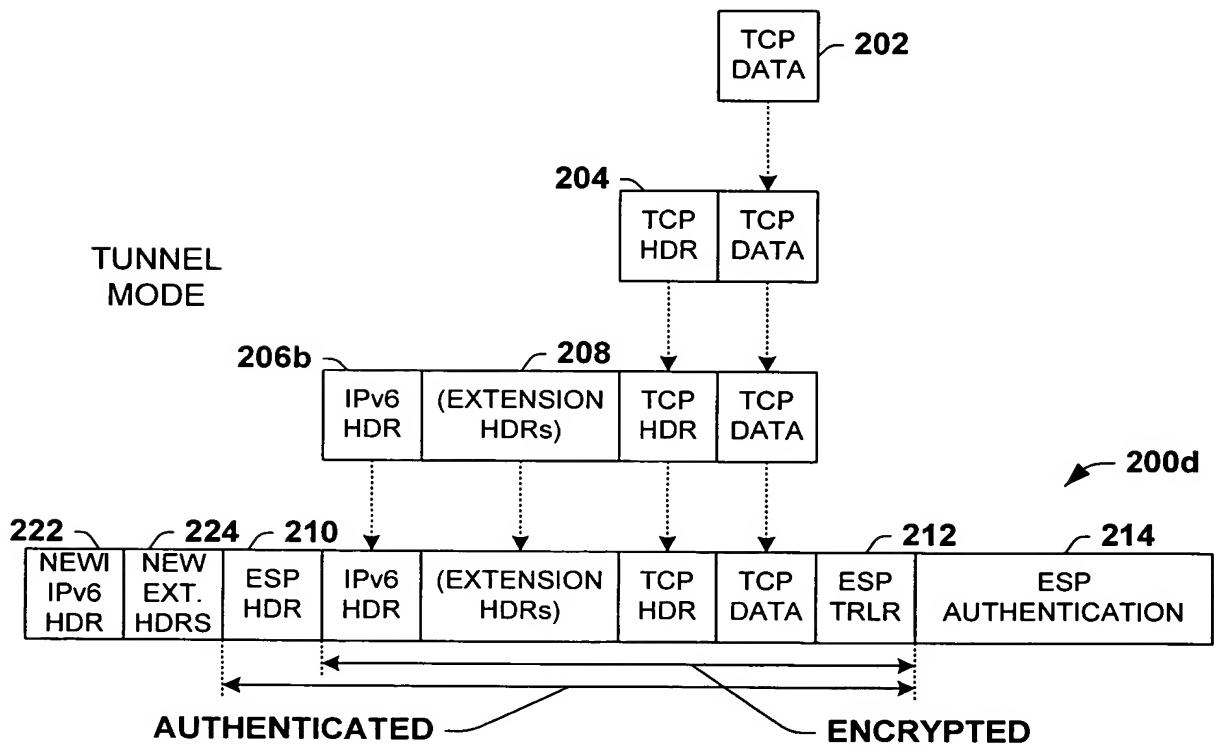 TCP
DATA
202
204
TCP
HDR
TCP
DATA
TUNNEL
MODE
206b
208
IPv6
HDR
(EXTENSION
HDRs)
TCP
HDR
TCP
DATA
200d
222
224
210
212
214
NEWI
IPv6
HDR
NEW
EXT.
HDRS
ESP
HDR
IPv6
HDR
(EXTENSION
HDRs)
TCP
HDR
TCP
DATA
ESP
TRLR
ESP
AUTHENTICATION
AUTHENTICATED
ENCRYPTED